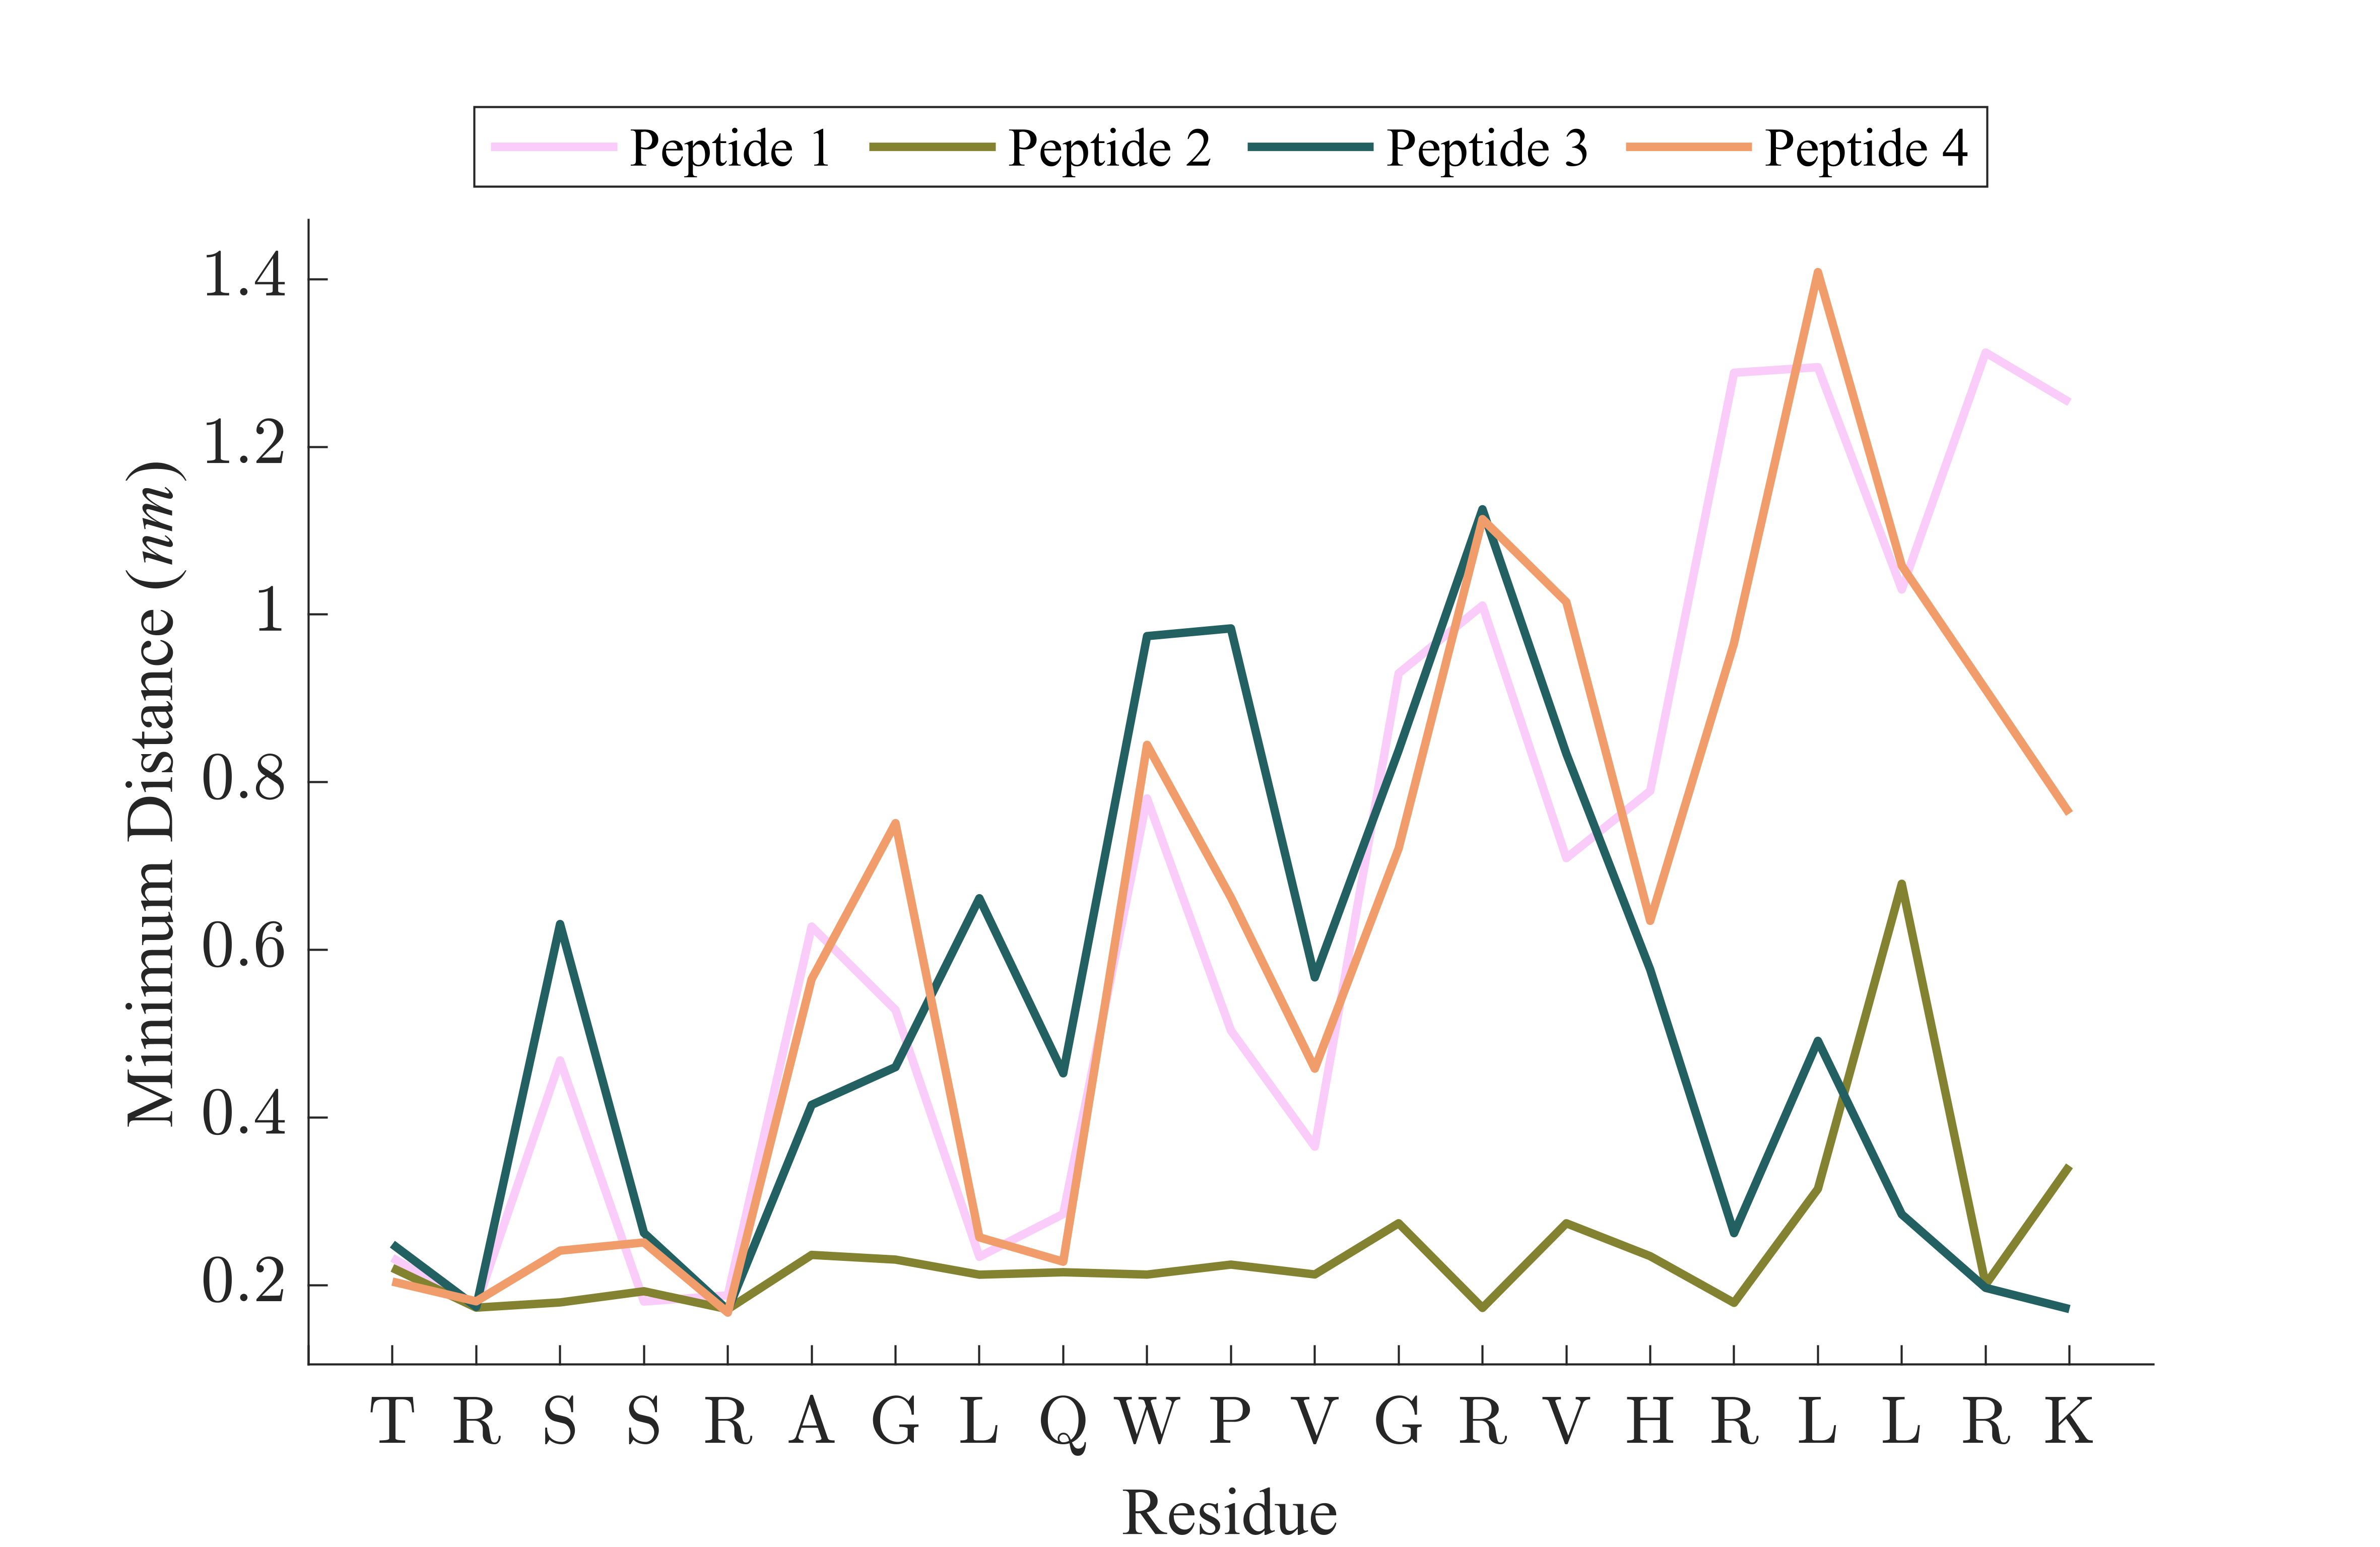 Peptide 1 Peptide 2 Peptide 3 Peptide 4
1.4
1.2
1
0.8
0.6
0.4
0.2
Minimum Distance (nm)
T R S S R A G L Q W P V G R V H R L L R K
Residue